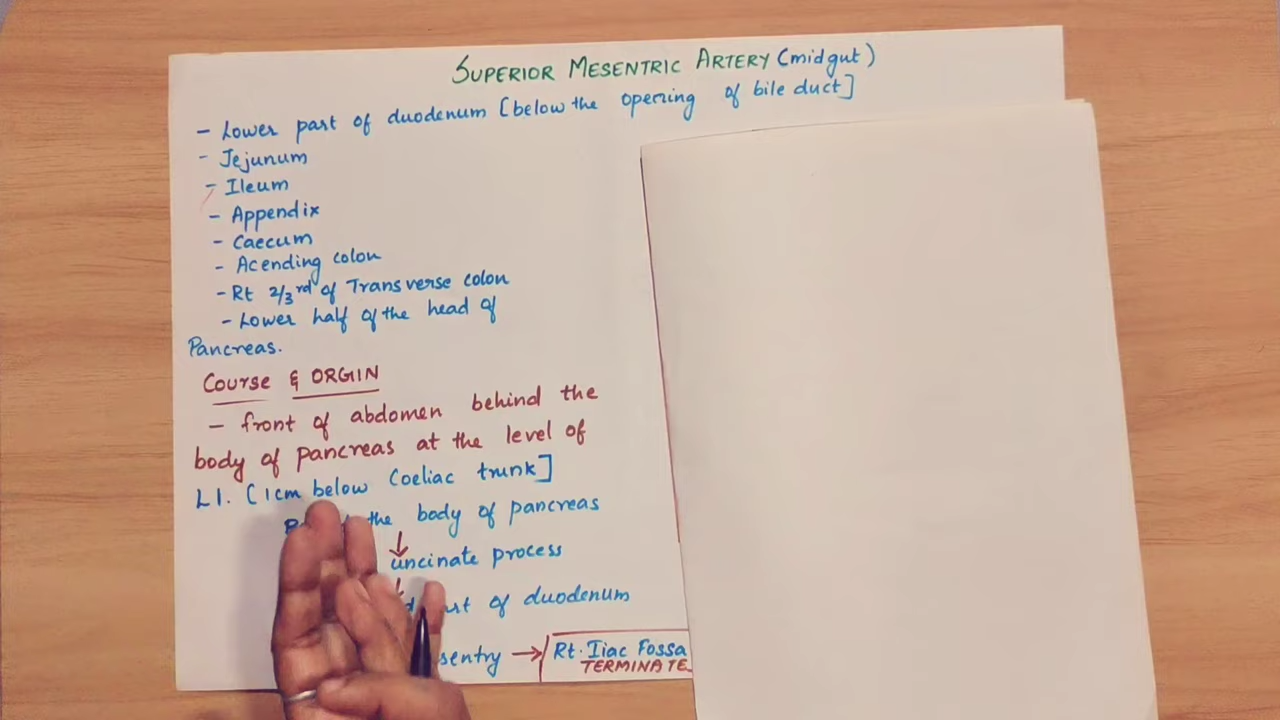 SUPERIOR MESENTRIC ARTERY (midgut)
- Lower part of duodenum [below the opening of bile duct]
- Jejunum
- Ileum
- Appendix
- Caecum
- Acending colon
- Rt 2/3rd of Transverse colon
- Lower half of the head of
Pancreas.
Course & ORGIN
- front of abdomen behind the
body of pancreas at the level of
L1. [1cm below Coeliac trunk]
the body of pancreas
↓
uncinate process
↓
of duodenum
→ Rt. Iiac Fossa
TERMINATE